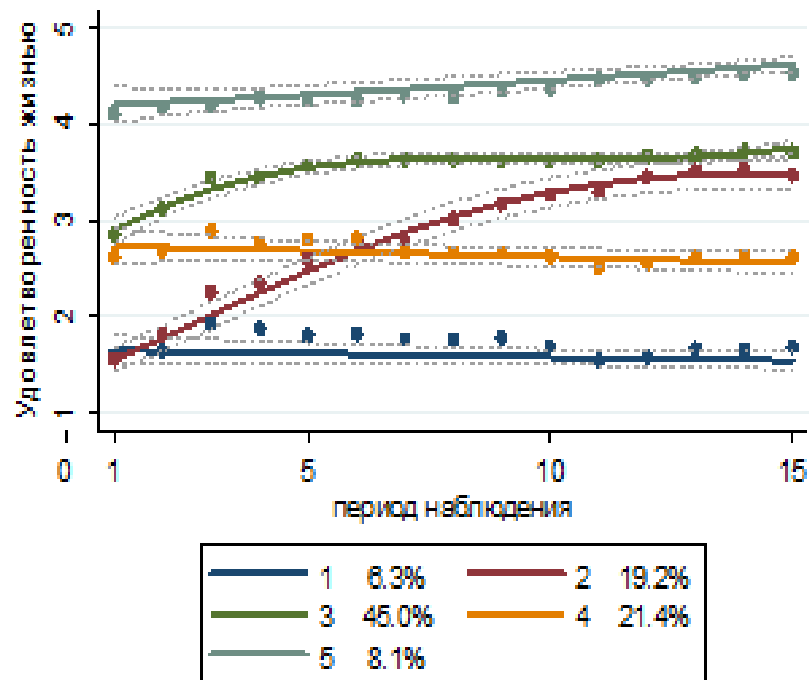 Удовлетворенность жизнью
5
4
3
2
1
0 1 5 10 15
период наблюдения
1 6.3% 2 19.2%
3 45.0% 4 21.4%
5 8.1%